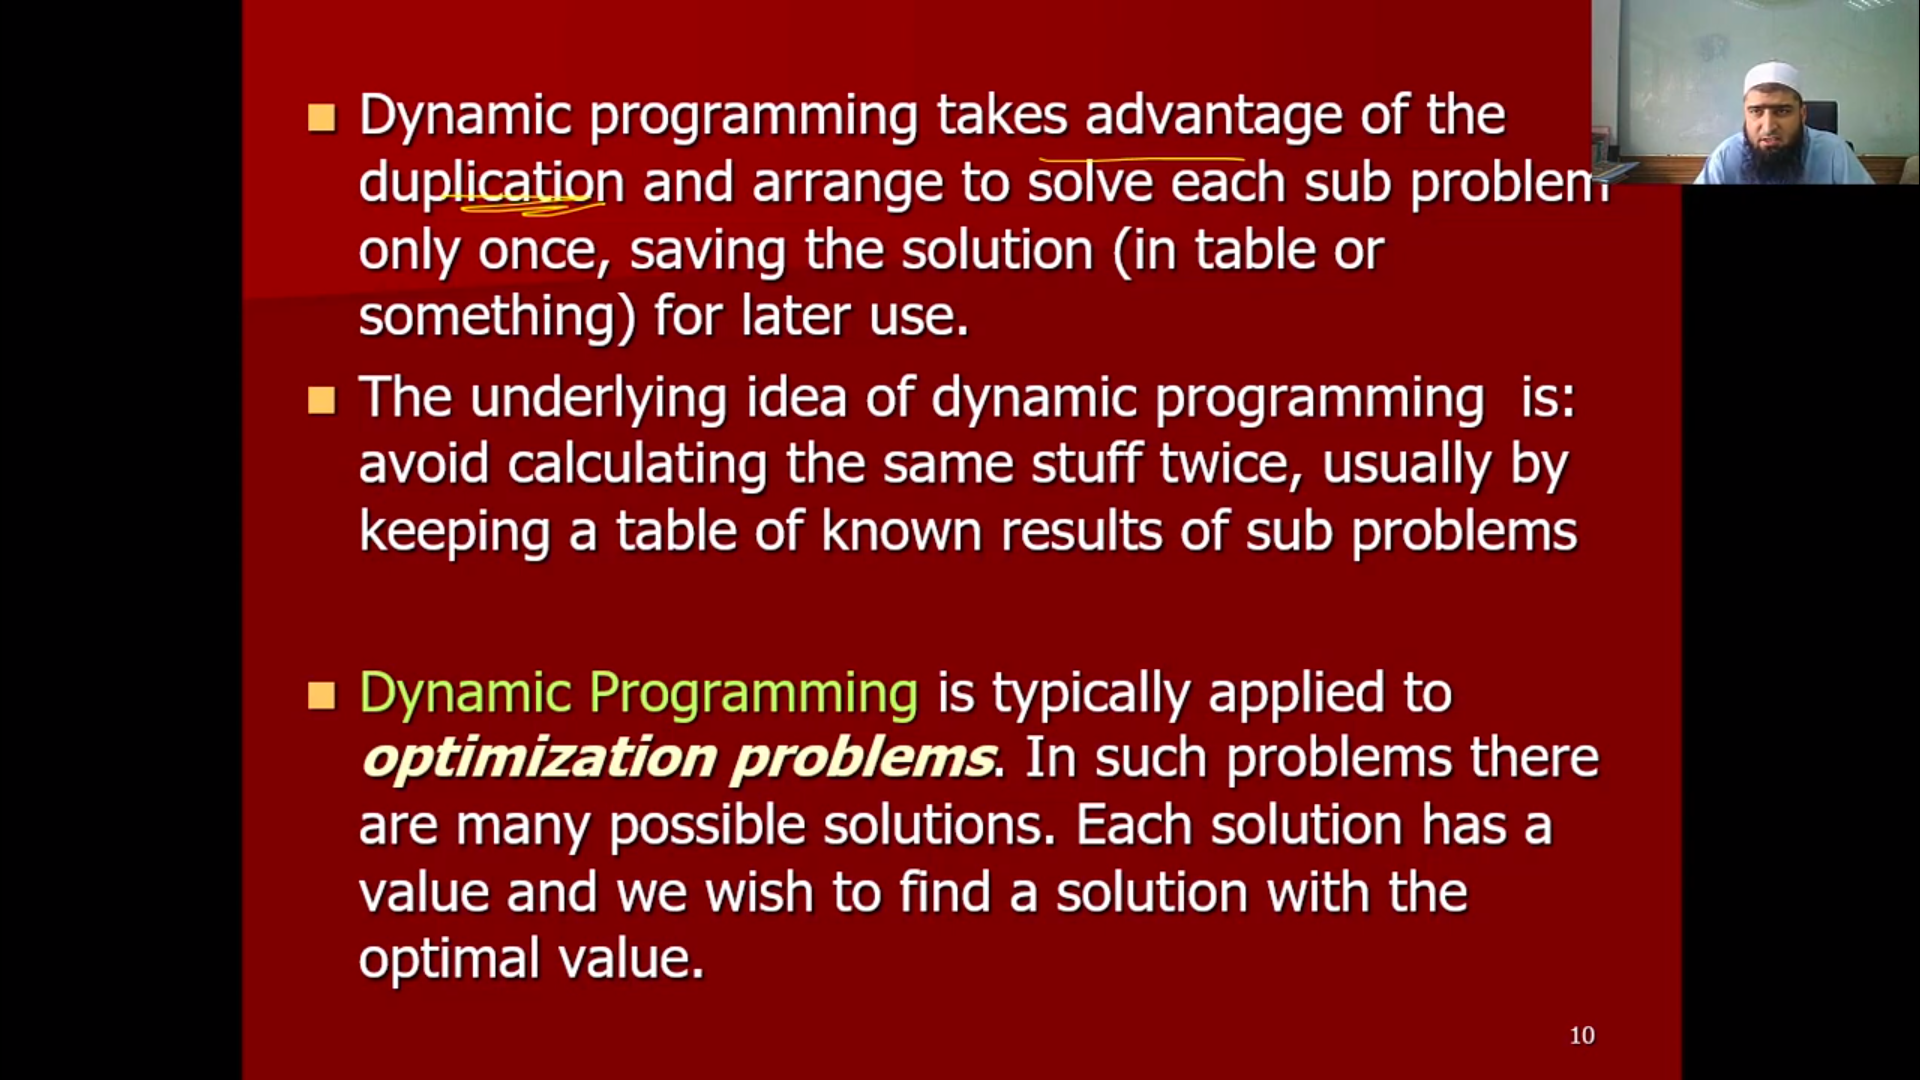 Dynamic programming takes advantage of the
duplication and arrange to solve each sub problem
only once, saving the solution (in table or
something) for later use.
The underlying idea of dynamic programming  is:
avoid calculating the same stuff twice, usually by
keeping a table of known results of sub problems
Dynamic Programming is typically applied to
optimization problems. In such problems there
are many possible solutions. Each solution has a
value and we wish to find a solution with the
optimal value.
10